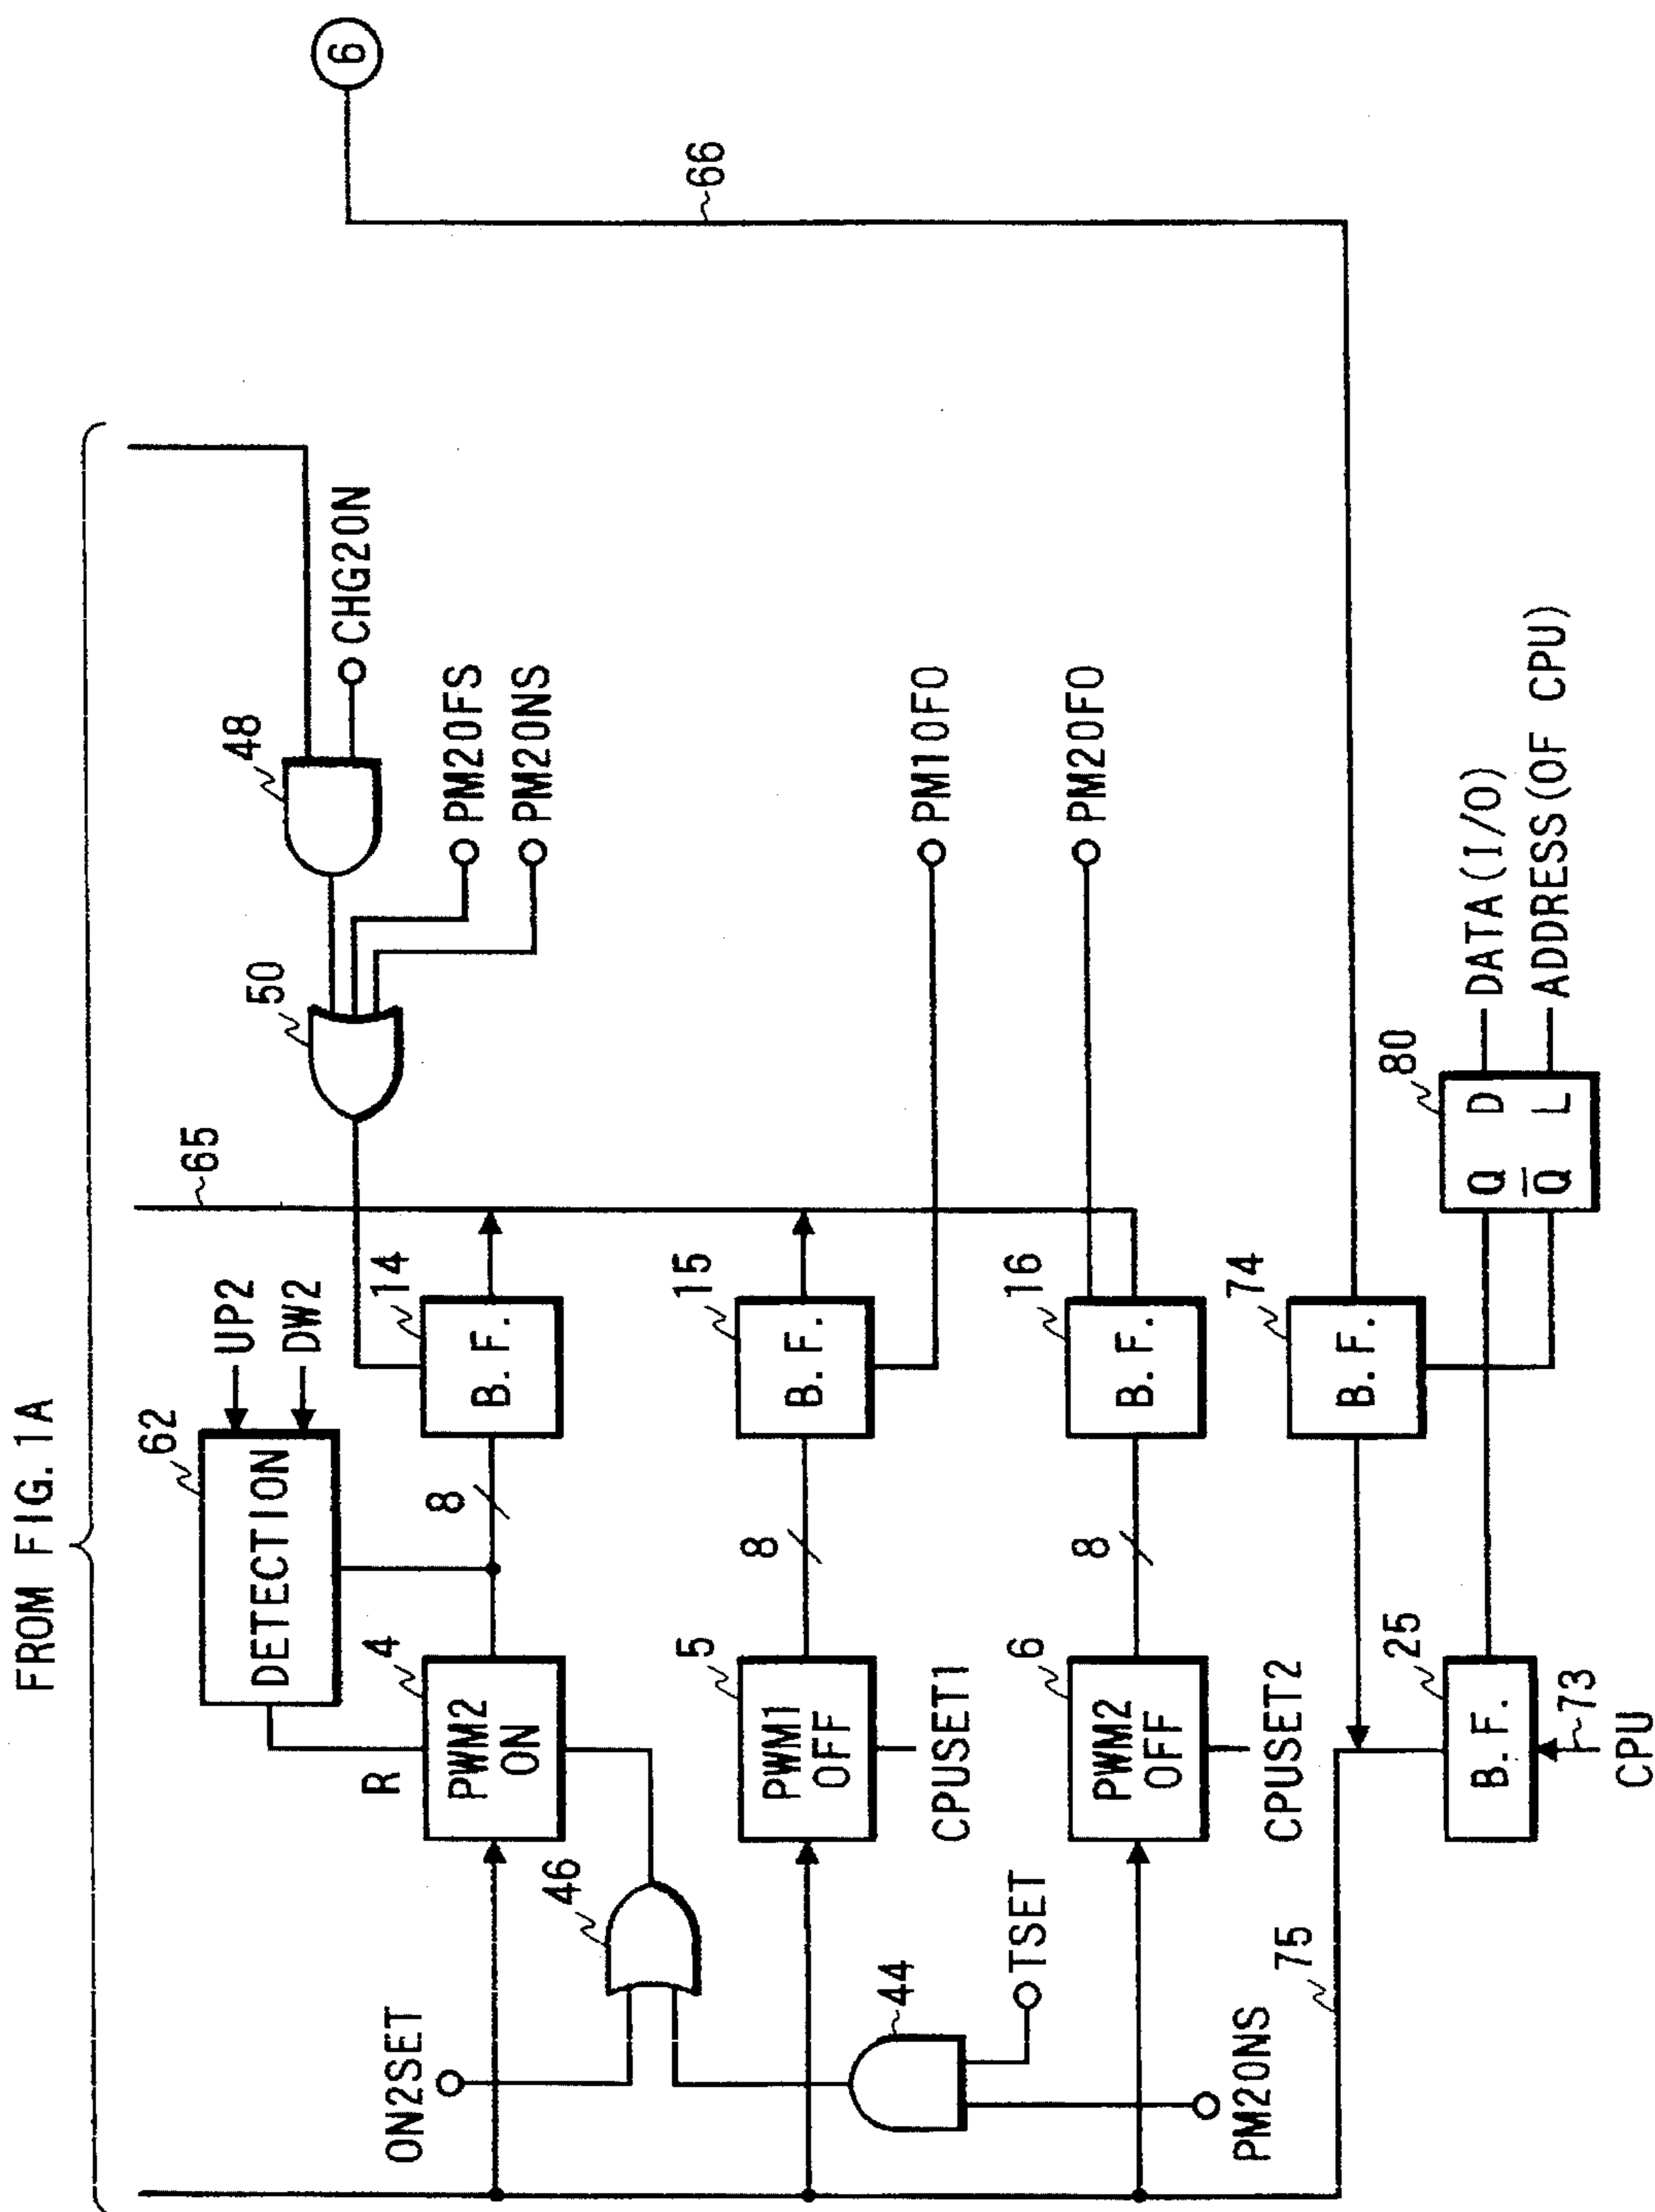 FROM FIG. 1A
6
66
CHG2ON
48
PM2OFS
PM2ONS
50
65
UP2
DW2
62
DETECTION
14
B. F.
8
4
PWM2
ON
R
46
ON2SET
PM1OFO
15
B. F.
8
5
PWM1
OFF
CPUSET1
44
TSET
PM2ONS
PM2OFO
16
B. F.
8
6
PWM2
OFF
CPUSET2
74
B. F.
75
25
B. F.
73
CPU
80
Q D
Q̅ L
DATA(I/O)
ADDRESS(OF CPU)